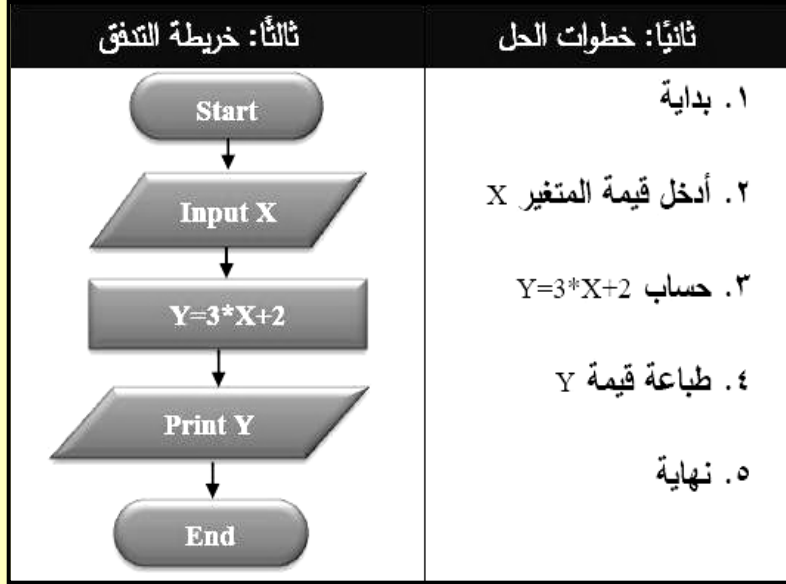 ثانيًا: خطوات الحل
١. بداية
٢. أدخل قيمة المتغير X
٣. حساب Y=3*X+2
٤. طباعة قيمة Y
٥. نهاية
ثالثًا: خريطة التدفق
Start
Input X
Y=3*X+2
Print Y
End